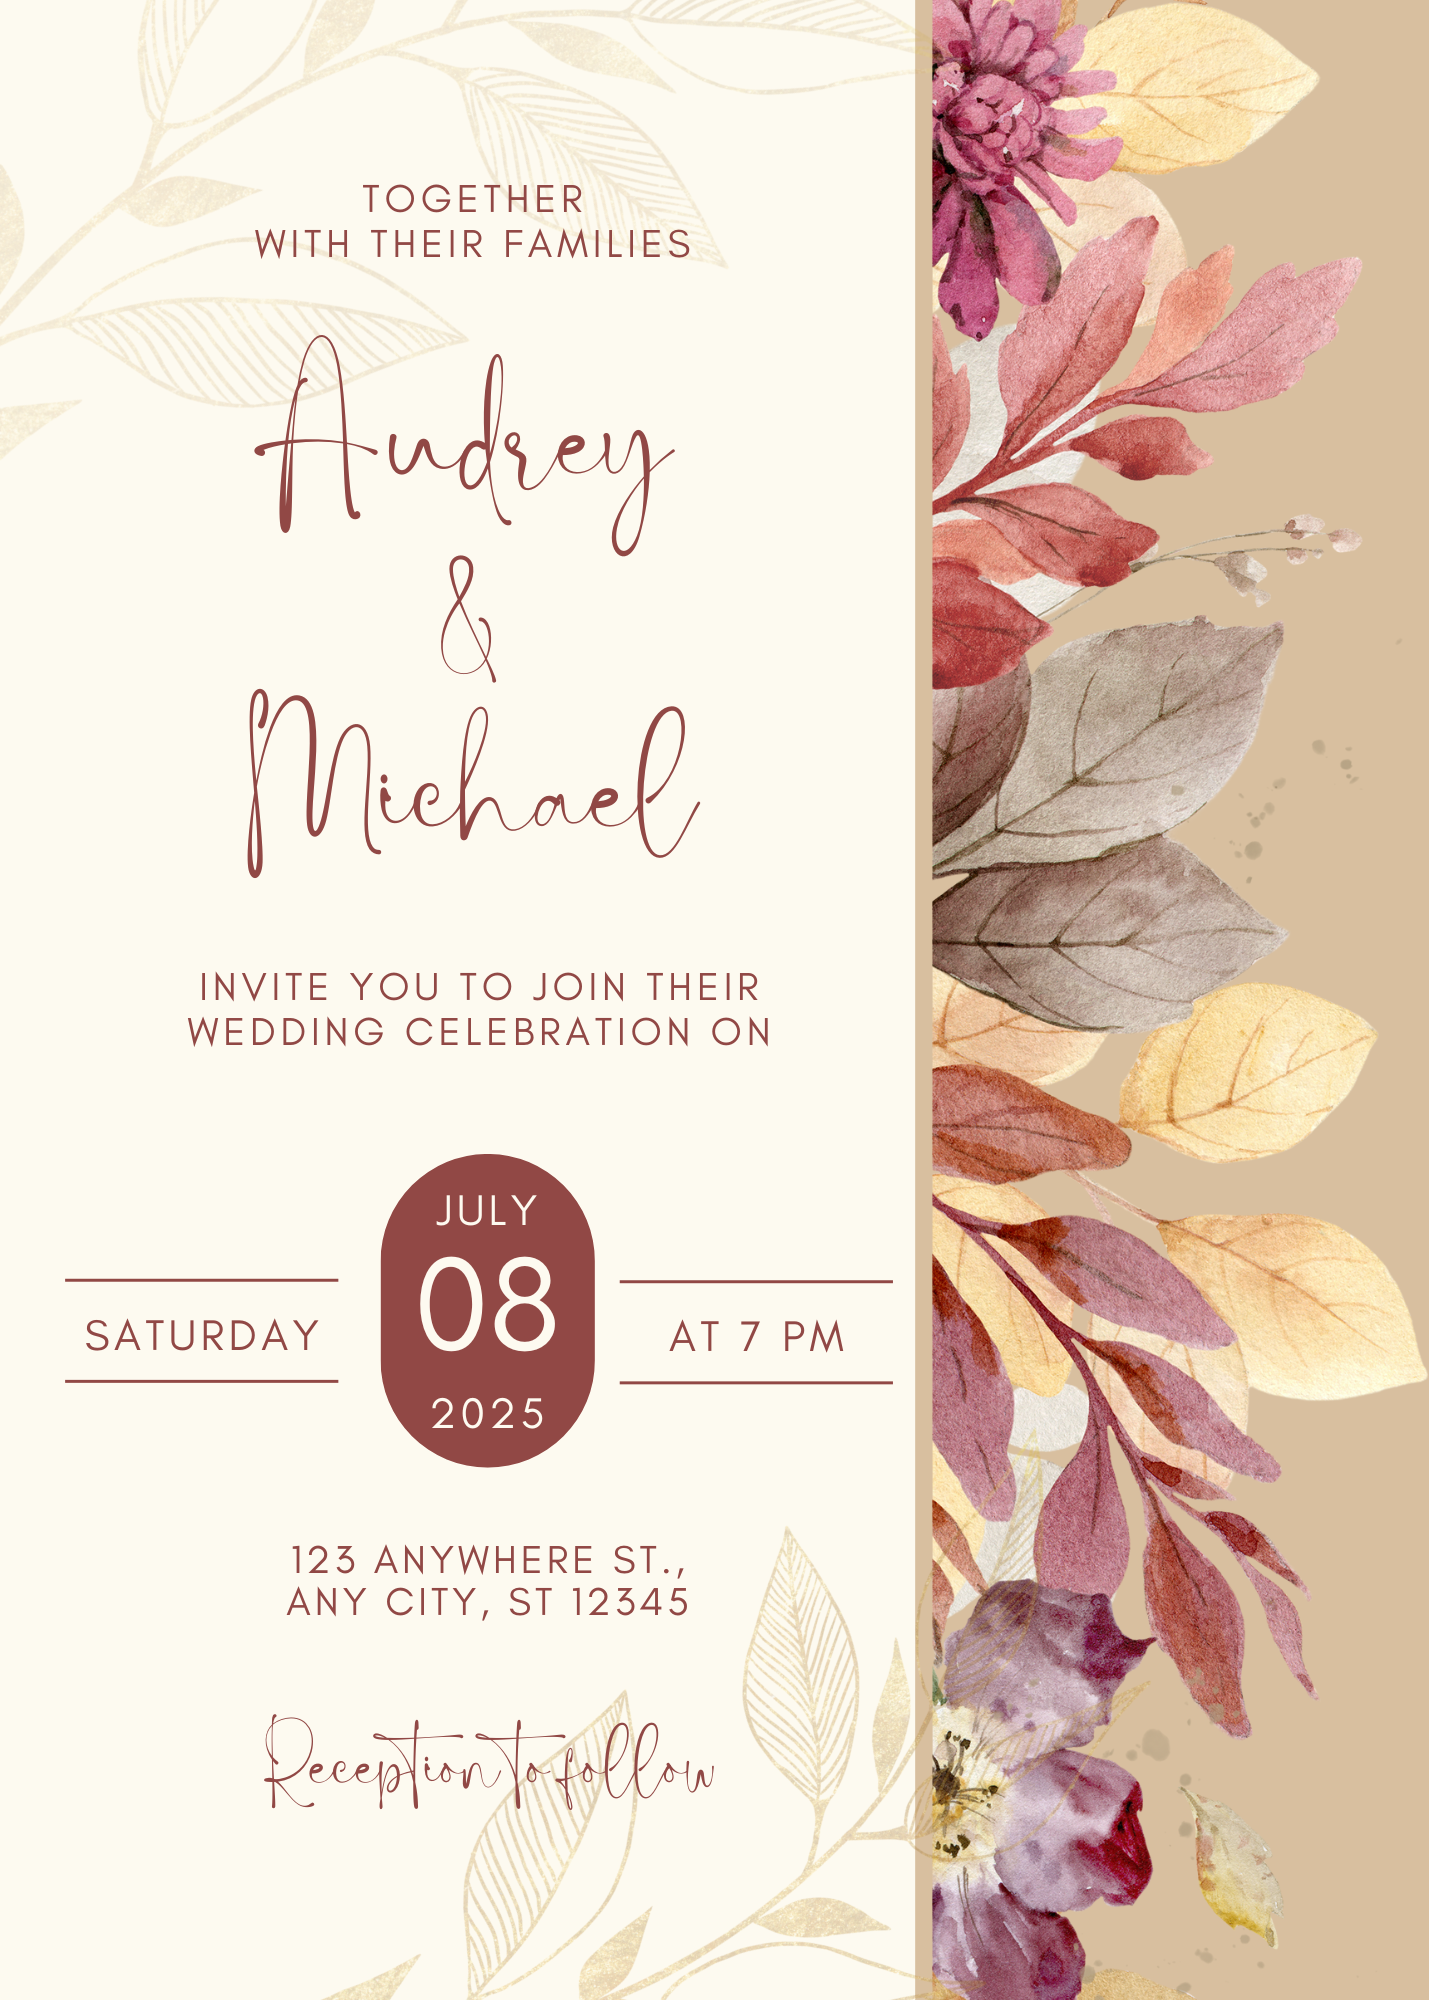 TOGETHER
WITH THEIR FAMILIES
Audrey
&
Michael
INVITE YOU TO JOIN THEIR
WEDDING CELEBRATION ON
JULY
SATURDAY 08 AT 7 PM
2025
123 ANYWHERE ST.,
ANY CITY, ST 12345
Reception to follow